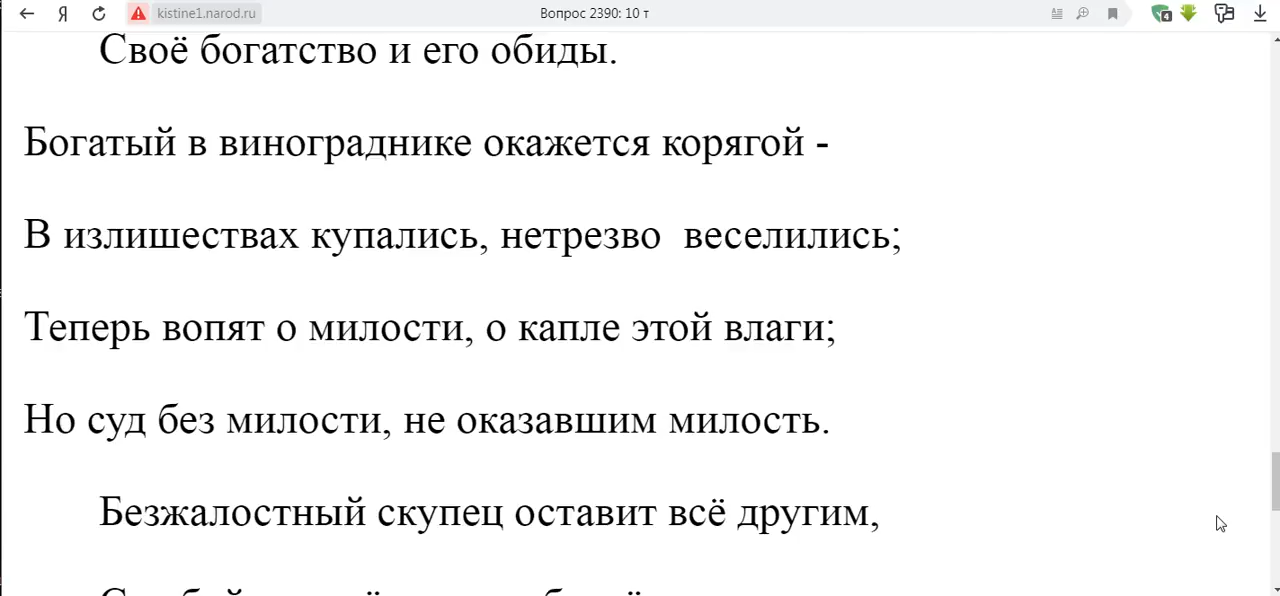 kistine1.narod.ru
Вопрос 2390: 10 т
4
Своё богатство и его обиды.
Богатый в винограднике окажется корягой -
В излишествах купались, нетрезво  веселились;
Теперь вопят о милости, о капле этой влаги;
Но суд без милости, не оказавшим милость.
Безжалостный скупец оставит всё другим,